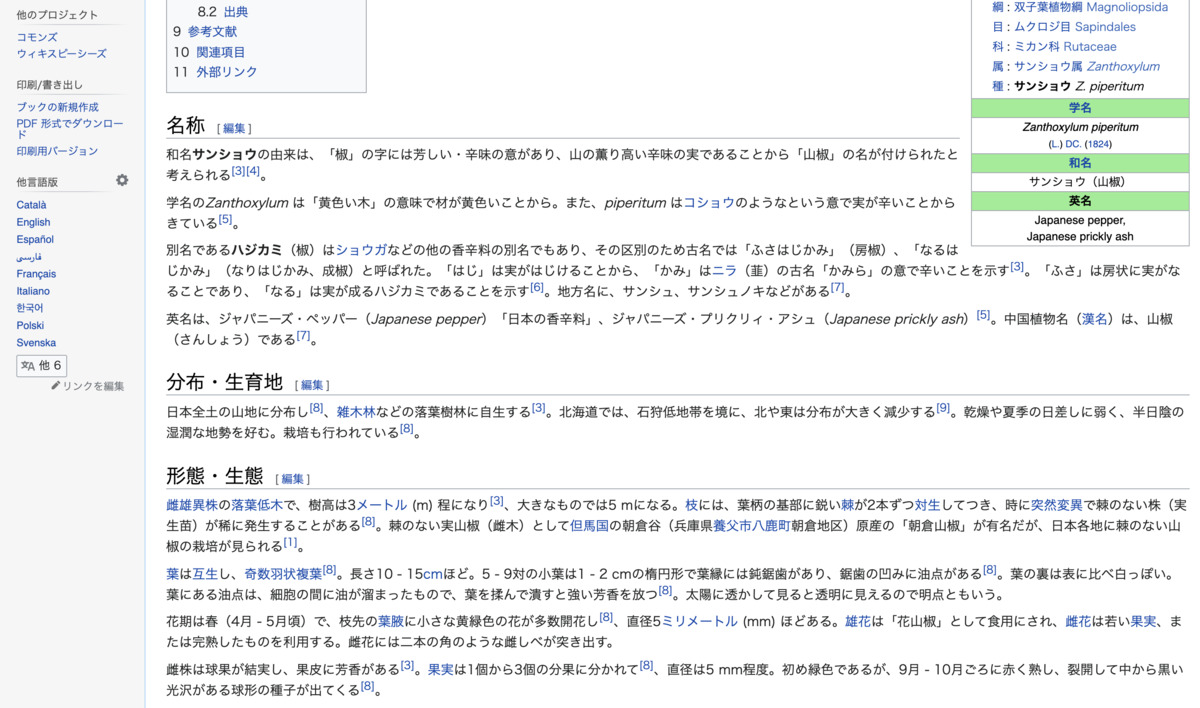 他のプロジェクト
コモンズ
ウィキスピーシーズ
印刷/書き出し
ブックの新規作成
PDF 形式でダウンロー
ド
印刷用バージョン
他言語版
Català
English
Español
فارسی
Français
Italiano
한국어
Polski
Svenska
他 6
リンクを編集
8.2 出典
9 参考文献
10 関連項目
11 外部リンク
綱 : 双子葉植物綱 Magnoliopsida
目 : ムクロジ目 Sapindales
科 : ミカン科 Rutaceae
属 : サンショウ属 Zanthoxylum
種 : サンショウ Z. piperitum
学名
Zanthoxylum piperitum
(L.) DC. (1824)
和名
サンショウ（山椒）
英名
Japanese pepper,
Japanese prickly ash
名称 [編集]
和名サンショウの由来は、「椒」の字には芳しい・辛味の意があり、山の薫り高い辛味の実であることから「山椒」の名が付けられたと
考えられる[3][4]。
学名のZanthoxylum は「黄色い木」の意味で材が黄色いことから。また、piperitum はコショウのようなという意で実が辛いことから
きている[5]。
別名であるハジカミ（椒）はショウガなどの他の香辛料の別名でもあり、その区別のため古名では「ふさはじかみ」（房椒）、「なるは
じかみ」（なりはじかみ、成椒）と呼ばれた。「はじ」は実がはじけることから、「かみ」はニラ（韮）の古名「かみら」の意で辛いことを示す[3]。「ふさ」は房状に実がな
ることであり、「なる」は実が成るハジカミであることを示す[6]。地方名に、サンシュ、サンシュノキなどがある[7]。
英名は、ジャパニーズ・ペッパー（Japanese pepper）「日本の香辛料」、ジャパニーズ・プリクリィ・アシュ（Japanese prickly ash）[5]。中国植物名（漢名）は、山椒
（さんしょう）である[7]。
分布・生育地 [編集]
日本全土の山地に分布し[8]、雑木林などの落葉樹林に自生する[3]。北海道では、石狩低地帯を境に、北や東は分布が大きく減少する[9]。乾燥や夏季の日差しに弱く、半日陰の
湿潤な地勢を好む。栽培も行われている[8]。
形態・生態 [編集]
雌雄異株の落葉低木で、樹高は3メートル (m) 程になり[3]、大きなものでは5 mになる。枝には、葉柄の基部に鋭い棘が2本ずつ対生してつき、時に突然変異で棘のない株（実
生苗）が稀に発生することがある[8]。棘のない実山椒（雌木）として但馬国の朝倉谷（兵庫県養父市八鹿町朝倉地区）原産の「朝倉山椒」が有名だが、日本各地に棘のない山
椒の栽培が見られる[1]。
葉は互生し、奇数羽状複葉[8]。長さ10 - 15cmほど。5 - 9対の小葉は1 - 2 cmの楕円形で葉縁には鈍鋸歯があり、鋸歯の凹みに油点がある[8]。葉の裏は表に比べ白っぽい。
葉にある油点は、細胞の間に油が溜まったもので、葉を揉んで潰すと強い芳香を放つ[8]。太陽に透かして見ると透明に見えるので明点ともいう。
花期は春（4月 - 5月頃）で、枝先の葉腋に小さな黄緑色の花が多数開花し[8]、直径5ミリメートル (mm) ほどある。雄花は「花山椒」として食用にされ、雌花は若い果実、ま
たは完熟したものを利用する。雌花には二本の角のような雌しべが突き出す。
雌株は球果が結実し、果皮に芳香がある[3]。果実は1個から3個の分果に分かれて[8]、直径は5 mm程度。初め緑色であるが、9月 - 10月ごろに赤く熟し、裂開して中から黒い
光沢がある球形の種子が出てくる[8]。